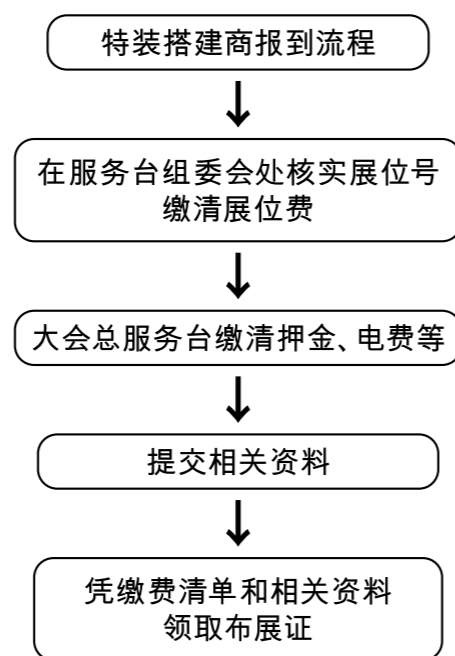 特装搭建商报到流程
在服务台组委会处核实展位号
缴清展位费
大会总服务台缴清押金、电费等
提交相关资料
凭缴费清单和相关资料
领取布展证